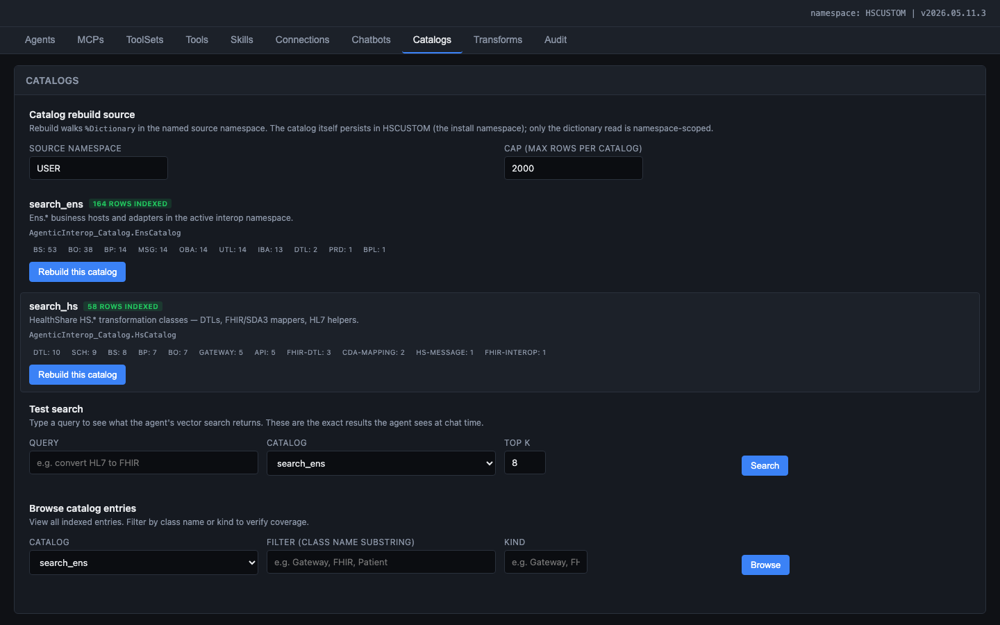 namespace: HSCUSTOM | v2026.05.11.3
Agents MCPs ToolSets Tools Skills Connections Chatbots Catalogs Transforms Audit
CATALOGS
Catalog rebuild source
Rebuild walks %Dictionary in the named source namespace. The catalog itself persists in HSCUSTOM (the install namespace); only the dictionary read is namespace-scoped.
SOURCE NAMESPACE CAP (MAX ROWS PER CATALOG)
USER 2000
search_ens 164 ROWS INDEXED
Ens.* business hosts and adapters in the active interop namespace.
AgenticInterop_Catalog.EnsCatalog
BS: 53 BO: 38 BP: 14 MSG: 14 OBA: 14 UTL: 14 IBA: 13 DTL: 2 PRD: 1 BPL: 1
Rebuild this catalog
search_hs 58 ROWS INDEXED
HealthShare HS.* transformation classes — DTLs, FHIR/SDA3 mappers, HL7 helpers.
AgenticInterop_Catalog.HsCatalog
DTL: 10 SCH: 9 BS: 8 BP: 7 BO: 7 GATEWAY: 5 API: 5 FHIR-DTL: 3 CDA-MAPPING: 2 HS-MESSAGE: 1 FHIR-INTEROP: 1
Rebuild this catalog
Test search
Type a query to see what the agent's vector search returns. These are the exact results the agent sees at chat time.
QUERY CATALOG TOP K
e.g. convert HL7 to FHIR search_ens 8 Search
Browse catalog entries
View all indexed entries. Filter by class name or kind to verify coverage.
CATALOG FILTER (CLASS NAME SUBSTRING) KIND
search_ens e.g. Gateway, FHIR, Patient e.g. Gateway, FH Browse